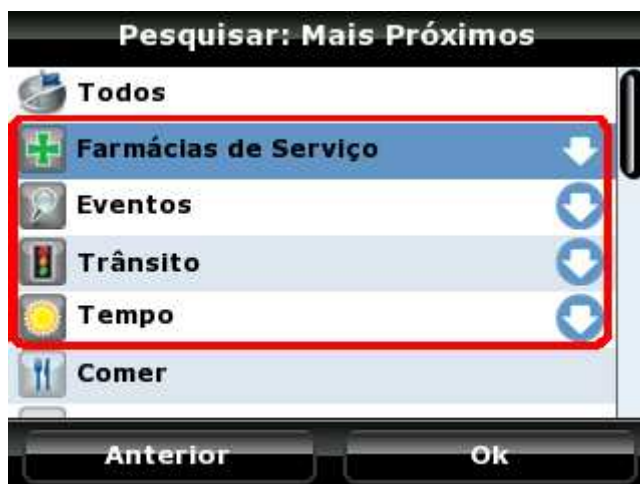 Pesquisar: Mais Próximos
Todos
Farmácias de Serviço
Eventos
Trânsito
Tempo
Comer
Anterior
Ok